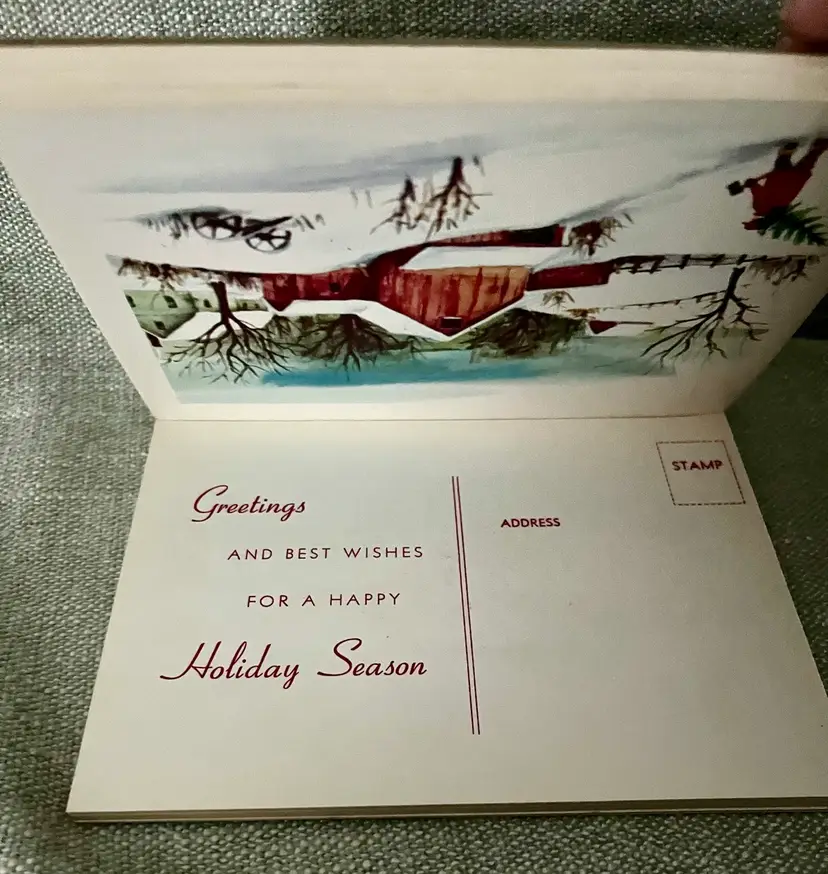 Greetings
AND BEST WISHES
FOR A HAPPY
Holiday Season
STAMP
ADDRESS